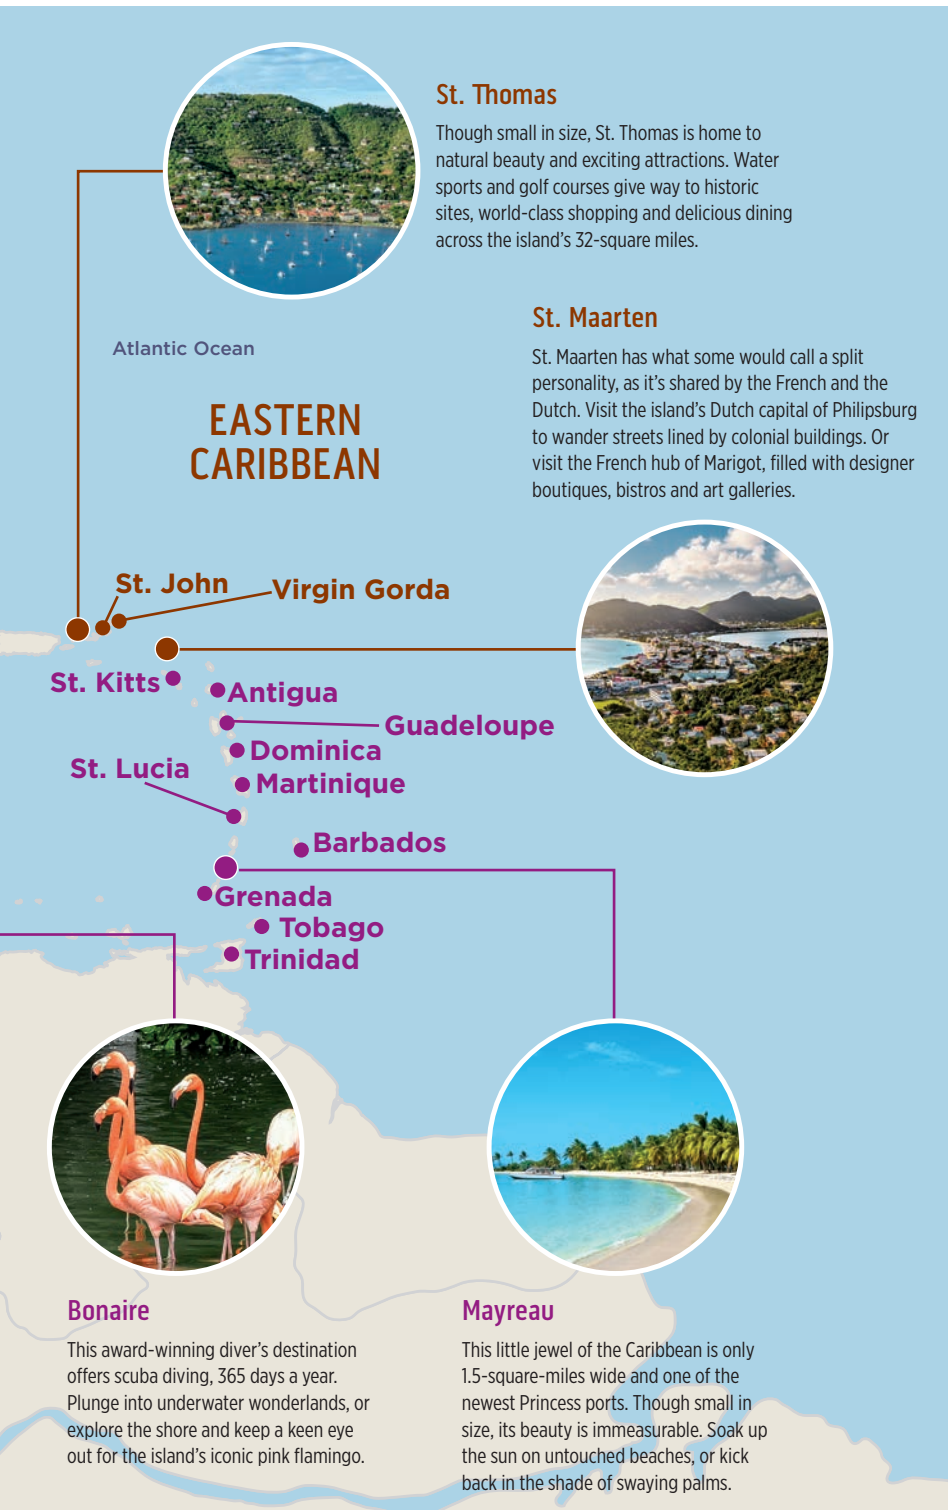 St. Thomas
Though small in size, St. Thomas is home to
natural beauty and exciting attractions. Water
sports and golf courses give way to historic
sites, world-class shopping and delicious dining
across the island's 32-square miles.
St. Maarten
St. Maarten has what some would call a split
personality, as it's shared by the French and the
Dutch. Visit the island's Dutch capital of Philipsburg
to wander streets lined by colonial buildings. Or
visit the French hub of Marigot, filled with designer
boutiques, bistros and art galleries.
Atlantic Ocean
EASTERN
CARIBBEAN
St. John
Virgin Gorda
St. Kitts
Antigua
Guadeloupe
Dominica
St. Lucia
Martinique
Barbados
Grenada
Tobago
Trinidad
Bonaire
This award-winning diver's destination
offers scuba diving, 365 days a year.
Plunge into underwater wonderlands, or
explore the shore and keep a keen eye
out for the island's iconic pink flamingo.
Mayreau
This little jewel of the Caribbean is only
1.5-square-miles wide and one of the
newest Princess ports. Though small in
size, its beauty is immeasurable. Soak up
the sun on untouched beaches, or kick
back in the shade of swaying palms.